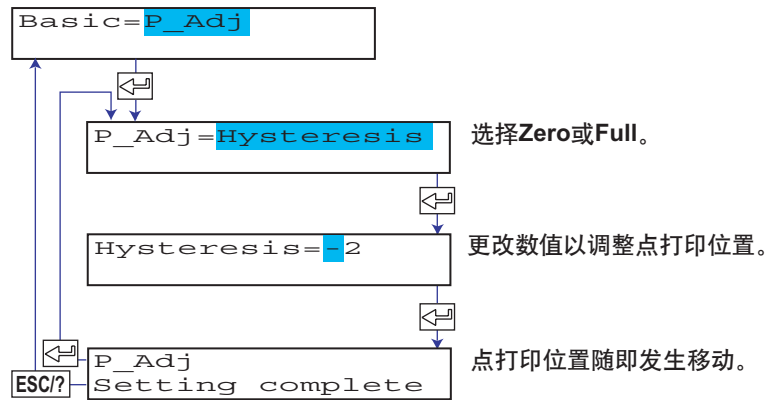 Basic=P_Adj
P_Adj=Hysteresis
选择Zero或Full。
Hysteresis=-2
更改数值以调整点打印位置。
P_Adj
Setting complete
点打印位置随即发生移动。
ESC/?